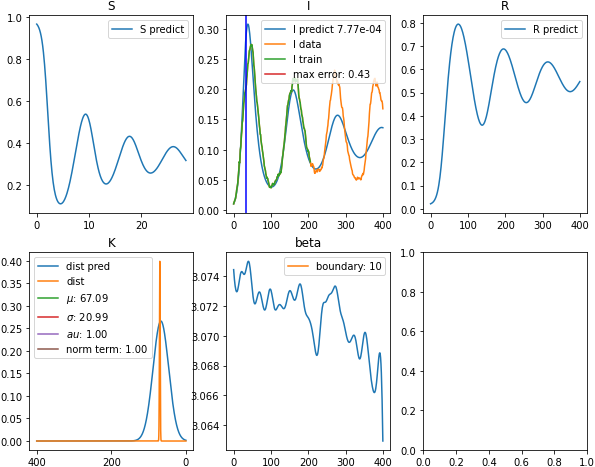 S
I
R
1.0
0.8
0.6
0.4
0.2
0 10 20
S predict
0.30
0.25
0.20
0.15
0.10
0.05
0.00
0 100 200 300 400
I predict 7.77e-04
I data
I train
max error: 0.43
0.8
0.7
0.6
0.5
0.4
0.3
0.2
0.1
0.0
0 100 200 300 400
R predict
K
beta
0.40
0.35
0.30
0.25
0.20
0.15
0.10
0.05
0.00
400 200 0
dist pred
dist
μ: 67.09
σ: 20.99
au: 1.00
norm term: 1.00
3.074
3.072
3.070
3.068
3.066
3.064
0 100 200 300 400
boundary: 10
1.0
0.8
0.6
0.4
0.2
0.0
0.0 0.2 0.4 0.6 0.8 1.0